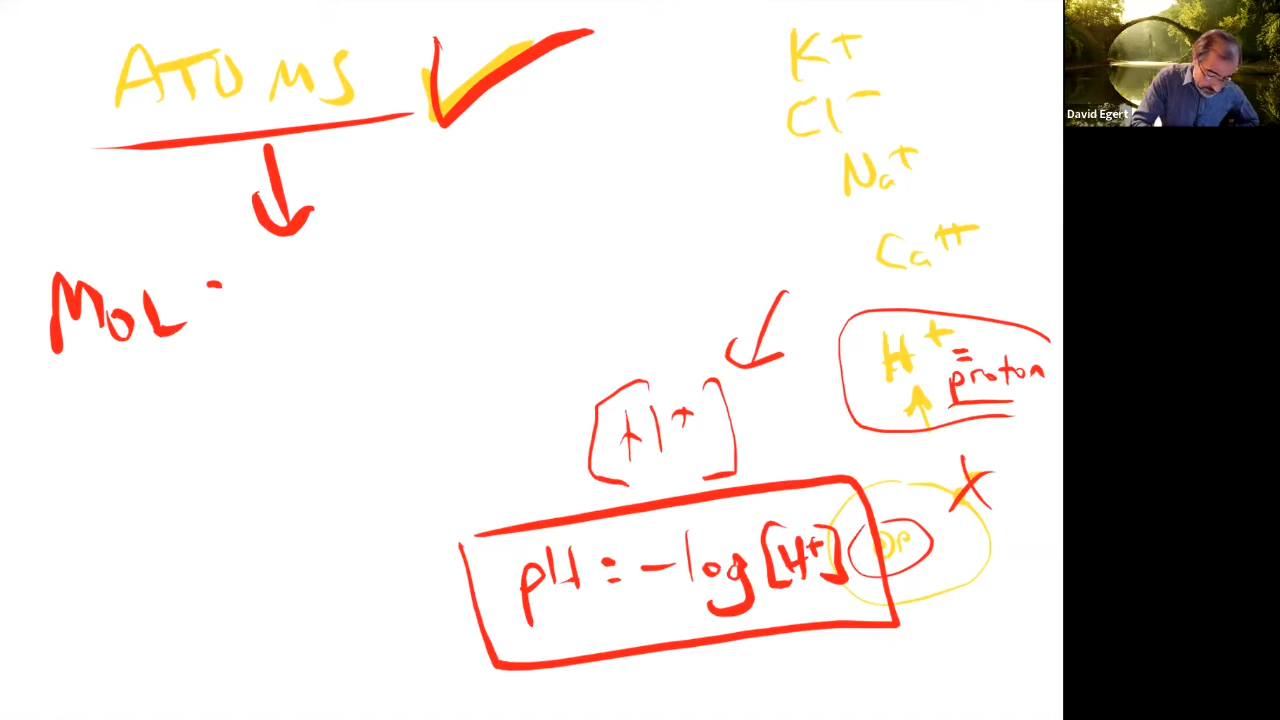 ATOMS
K+
Cl-
Na+
Ca++
David Egert
MOL
H+ = proton
[H+]
pH = -log[H+]